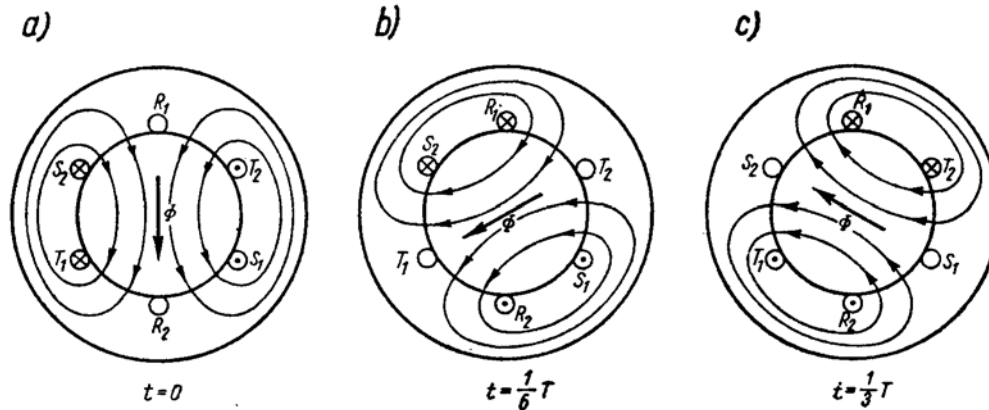 a) b) c)
R₁ R₁ R₁
S₂ T₂ S₂ T₂ S₂ T₂
Φ Φ Φ
T₁ S₁ T₁ S₁ T₁ S₁
R₂ R₂ R₂
t=0 t=1/6 T t=1/3 T